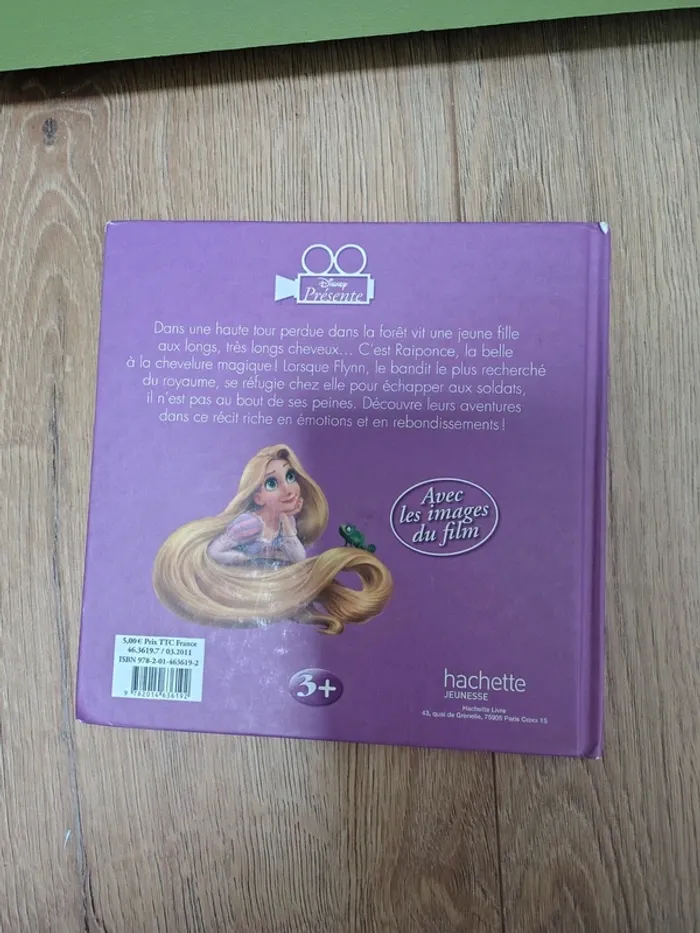 Disney
Présente
Dans une haute tour perdue dans la forêt vit une jeune fille
aux longs, très longs cheveux... C'est Raiponce, la belle
à la chevelure magique ! Lorsque Flynn, le bandit le plus recherché
du royaume, se réfugie chez elle pour échapper aux soldats,
il n'est pas au bout de ses peines. Découvre leurs aventures
dans ce récit riche en émotions et en rebondissements !
Avec
les images
du film
5,00 € Prix TTC France
46.3619.7 / 03.2011
ISBN 978-2-01-463619-2
9 782014 636192
3+
hachette
JEUNESSE
Hachette Livre
43, quai de Grenelle, 75905 Paris Cedex 15